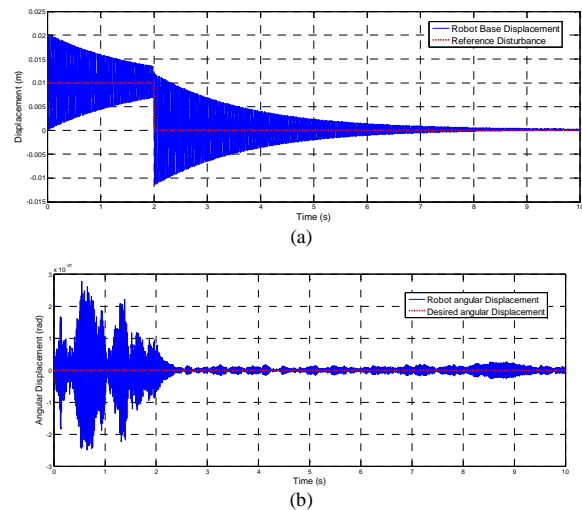 0.025
0.02
0.015
0.01
0.005
0
-0.005
-0.01
-0.015
Displacement (m)
Robot Base Displacement
Reference Disturbance
0 1 2 3 4 5 6 7 8 9 10
Time (s)
(a)
x 10⁻²¹
3
2
1
0
-1
-2
-3
Angular Displacement (rad)
Robot angular Displacement
Desired angular Displacement
0 1 2 3 4 5 6 7 8 9 10
Time (s)
(b)